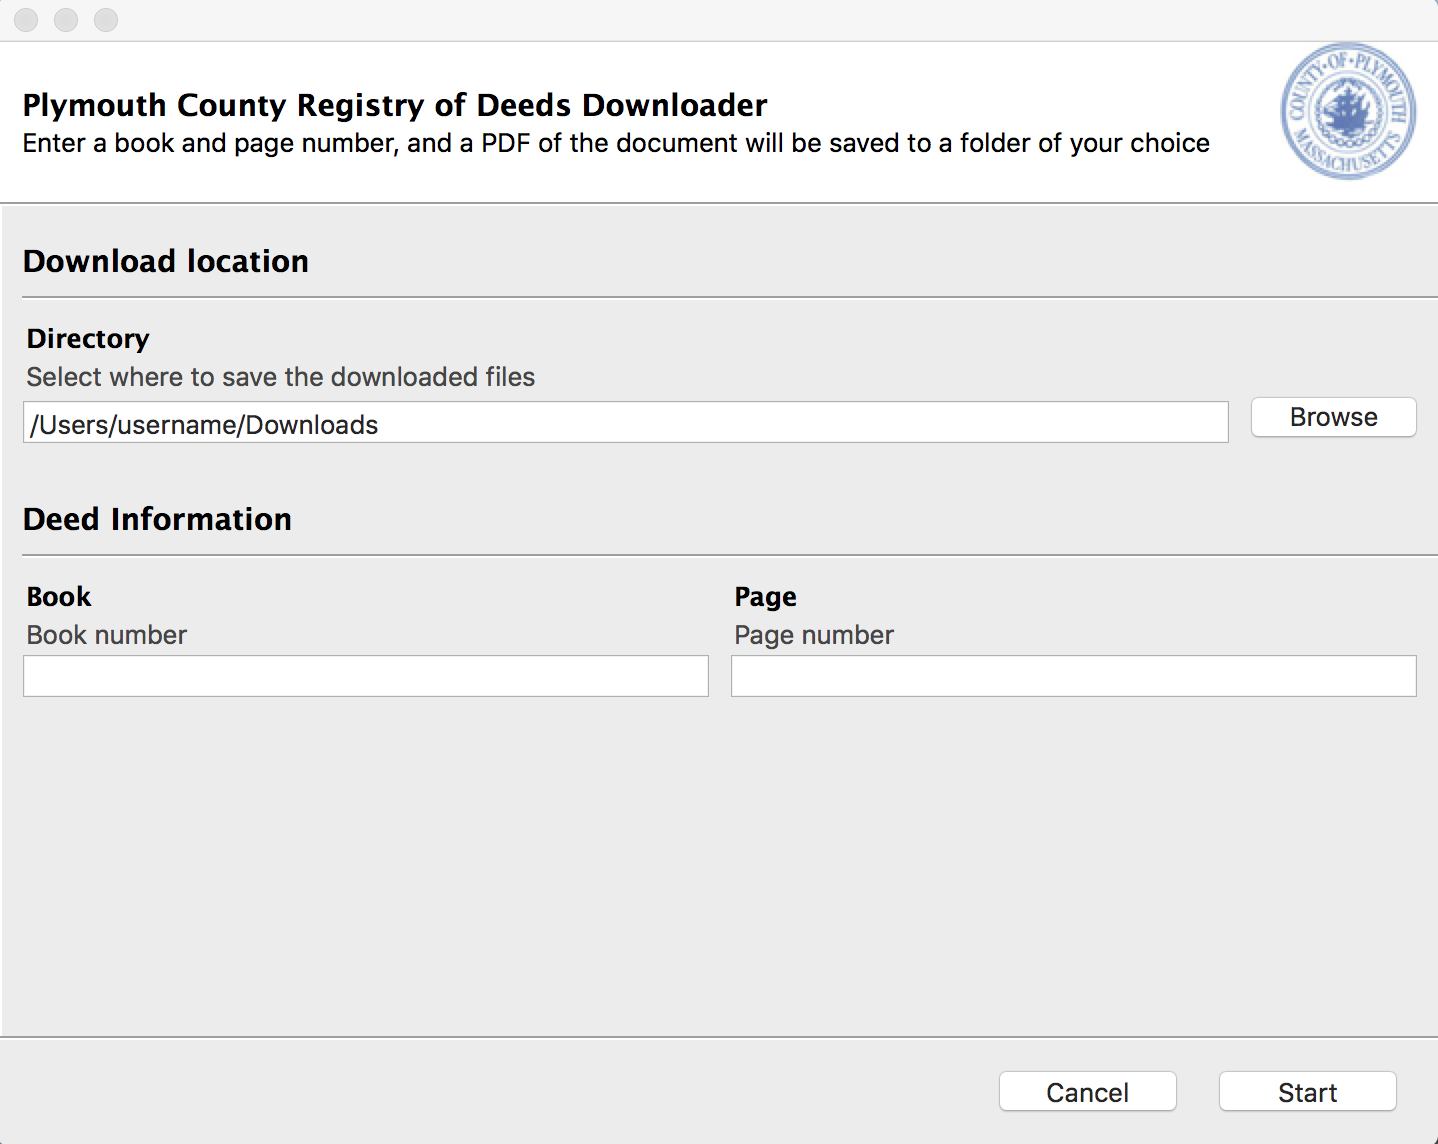 Plymouth County Registry of Deeds Downloader
Enter a book and page number, and a PDF of the document will be saved to a folder of your choice
COUNTY·OF·PLYMOUTH
MASSACHUSETTS
Download location
Directory
Select where to save the downloaded files
/Users/username/Downloads
Browse
Deed Information
Book
Page
Book number
Page number
Cancel
Start